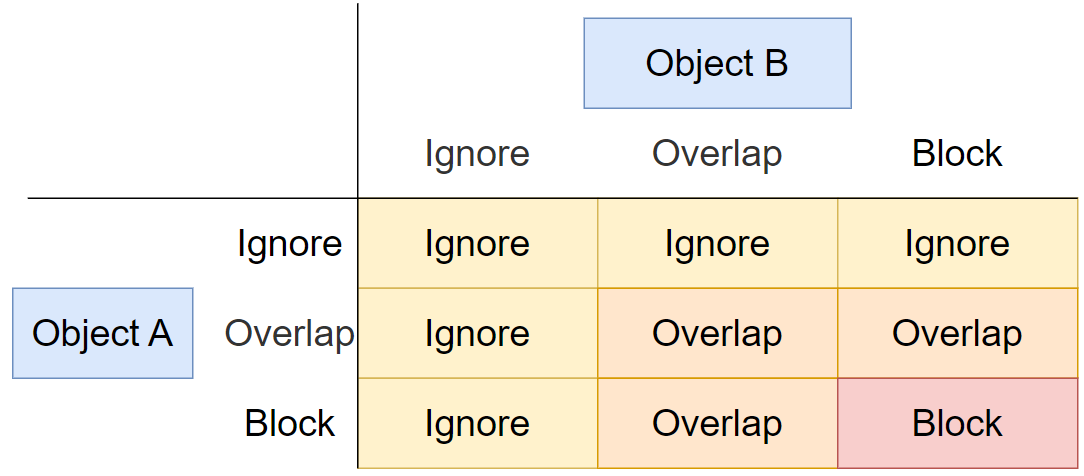 Object B
Ignore Overlap Block
Ignore Ignore Ignore Ignore
Object A Overlap Ignore Overlap Overlap
Block Ignore Overlap Block